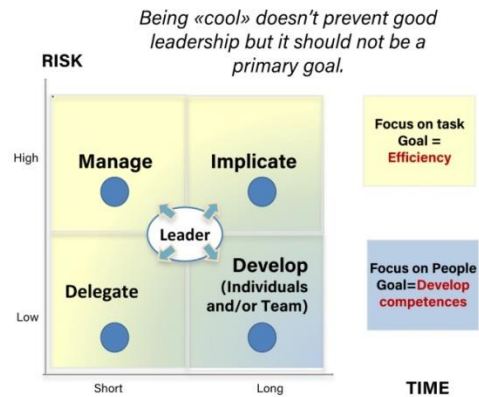 Being «cool» doesn't prevent good
leadership but it should not be a
primary goal.
RISK
High
Manage
Implicate
Leader
Delegate
Develop
(Individuals
and/or Team)
Low
Short
Long
TIME
Focus on task
Goal =
Efficiency
Focus on People
Goal=Develop
competences